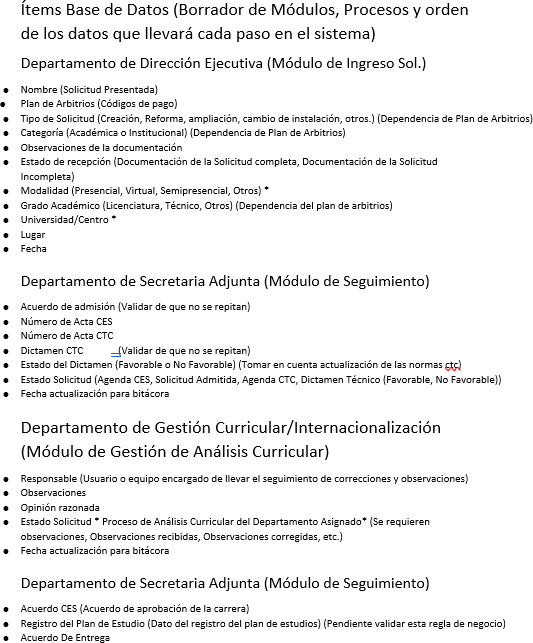 Ítems Base de Datos (Borrador de Módulos, Procesos y orden
de los datos que llevará cada paso en el sistema)
Departamento de Dirección Ejecutiva (Módulo de Ingreso Sol.)
● Nombre (Solicitud Presentada)
● Plan de Arbitrios (Códigos de pago)
● Tipo de Solicitud (Creación, Reforma, ampliación, cambio de instalación, otros.) (Dependencia de Plan de Arbitrios)
● Categoría (Académica o Institucional) (Dependencia de Plan de Arbitrios)
● Observaciones de la documentación
● Estado de recepción (Documentación de la Solicitud completa, Documentación de la Solicitud
Incompleta)
● Modalidad (Presencial, Virtual, Semipresencial, Otros) *
● Grado Académico (Licenciatura, Técnico, Otros) (Dependencia del plan de arbitrios)
● Universidad/Centro *
● Lugar
● Fecha
Departamento de Secretaria Adjunta (Módulo de Seguimiento)
● Acuerdo de admisión (Validar de que no se repitan)
● Número de Acta CES
● Número de Acta CTC
● Dictamen CTC (Validar de que no se repitan)
● Estado del Dictamen (Favorable o No Favorable) (Tomar en cuenta actualización de las normas ctc)
● Estado Solicitud (Agenda CES, Solicitud Admitida, Agenda CTC, Dictamen Técnico (Favorable, No Favorable))
● Fecha actualización para bitácora
Departamento de Gestión Curricular/Internacionalización
(Módulo de Gestión de Análisis Curricular)
● Responsable (Usuario o equipo encargado de llevar el seguimiento de correcciones y observaciones)
● Observaciones
● Opinión razonada
● Estado Solicitud * Proceso de Análisis Curricular del Departamento Asignado* (Se requieren
observaciones, Observaciones recibidas, Observaciones corregidas, etc.)
● Fecha actualización para bitácora
Departamento de Secretaria Adjunta (Módulo de Seguimiento)
● Acuerdo CES (Acuerdo de aprobación de la carrera)
● Registro del Plan de Estudio (Dato del registro del plan de estudios) (Pendiente validar esta regla de negocio)
● Acuerdo De Entrega